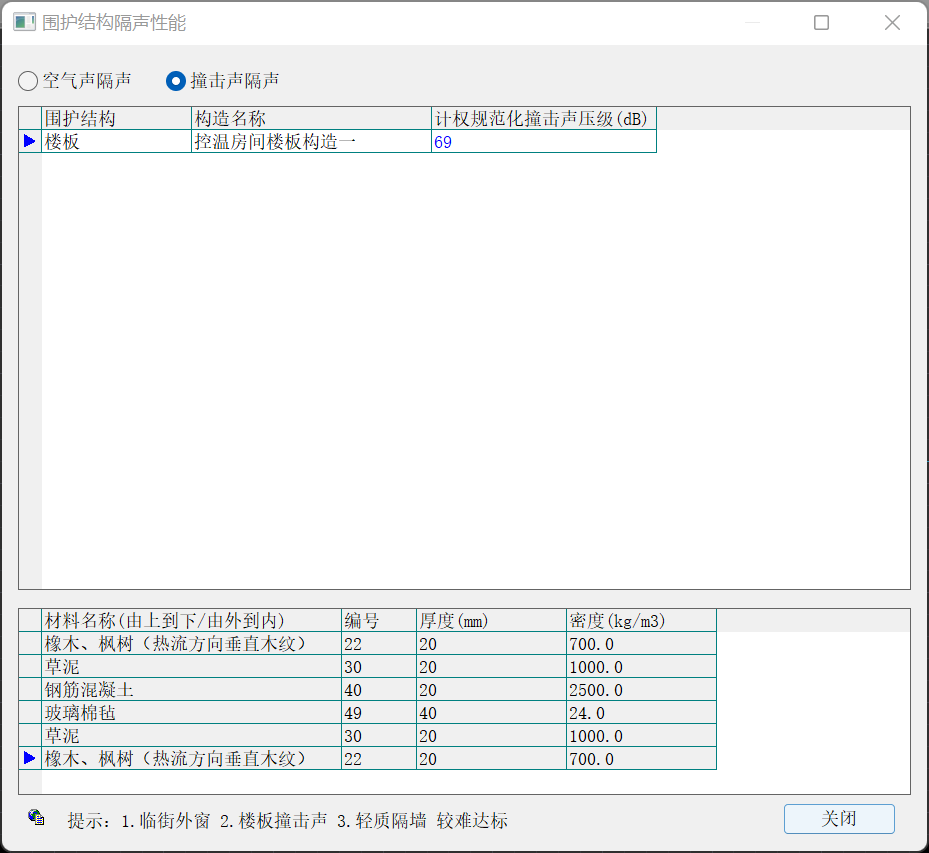 围护结构隔声性能
空气声隔声 撞击声隔声
围护结构 构造名称 计权规范化撞击声压级(dB)
楼板 控温房间楼板构造一 69
材料名称(由上到下/由外到内) 编号 厚度(mm) 密度(kg/m3)
橡木、枫树（热流方向垂直木纹） 22 20 700.0
草泥 30 20 1000.0
钢筋混凝土 40 20 2500.0
玻璃棉毡 49 40 24.0
草泥 30 20 1000.0
橡木、枫树（热流方向垂直木纹） 22 20 700.0
提示: 1.临街外窗 2.楼板撞击声 3.轻质隔墙 较难达标
关闭